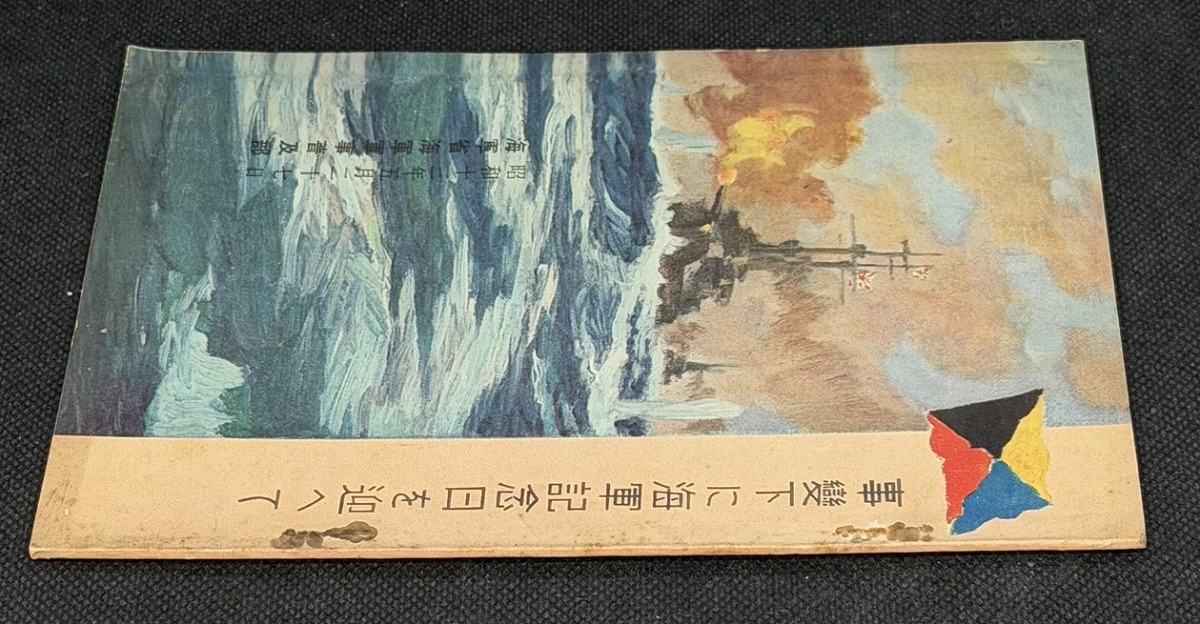 事變下に海軍記念日を迎へて
昭和十三年五月二十七日
海軍省海軍軍事普及部